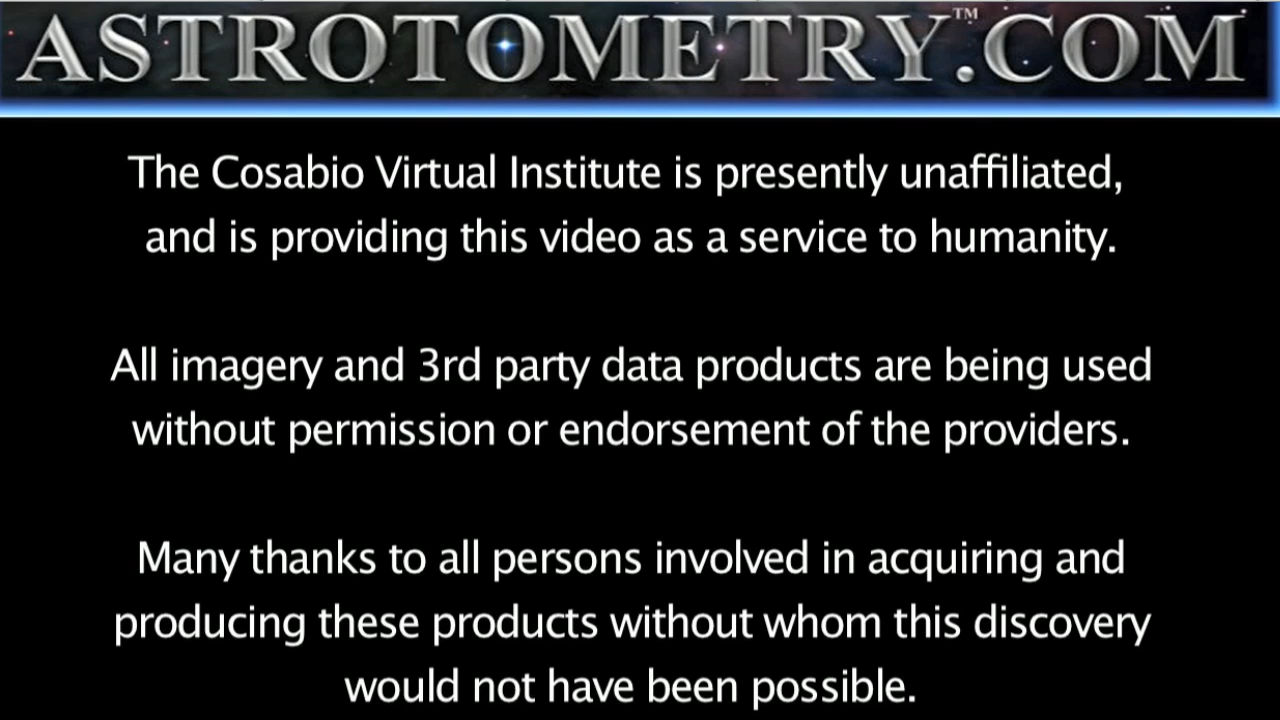 ASTROTOMETRY™.COM
The Cosabio Virtual Institute is presently unaffiliated,
and is providing this video as a service to humanity.
All imagery and 3rd party data products are being used
without permission or endorsement of the providers.
Many thanks to all persons involved in acquiring and
producing these products without whom this discovery
would not have been possible.